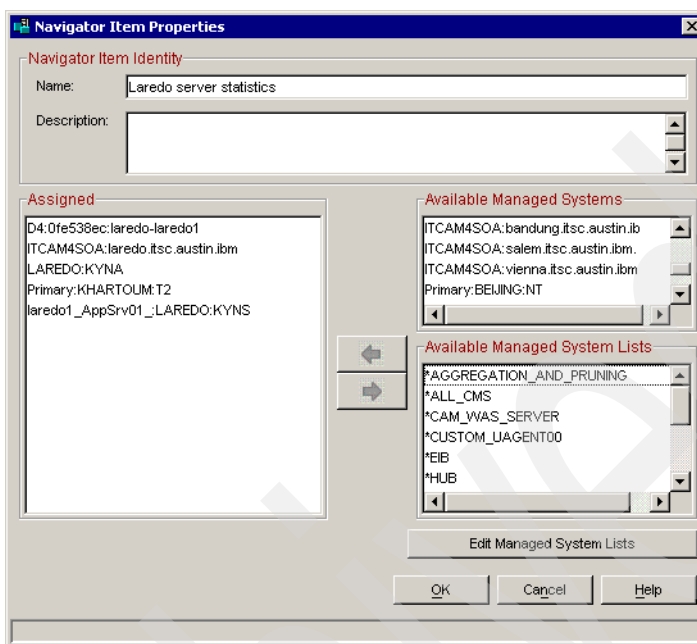 Navigator Item Properties
Navigator Item Identity
Name:
Laredo server statistics
Description:
Assigned
D4:0fe538ec:laredo-laredo1
ITCAM4SOA:laredo.itsc.austin.ibm
LAREDO:KYNA
Primary:KHARTOUM:T2
laredo1_AppSrv01_:LAREDO:KYNS
Available Managed Systems
ITCAM4SOA:bandung.itsc.austin.ib
ITCAM4SOA:salem.itsc.austin.ibm.
ITCAM4SOA:vienna.itsc.austin.ibm
Primary:BEIJING:NT
Available Managed System Lists
*AGGREGATION_AND_PRUNING
*ALL_CMS
*CAM_WAS_SERVER
*CUSTOM_UAGENT00
*EIB
*HUB
Edit Managed System Lists
OK
Cancel
Help